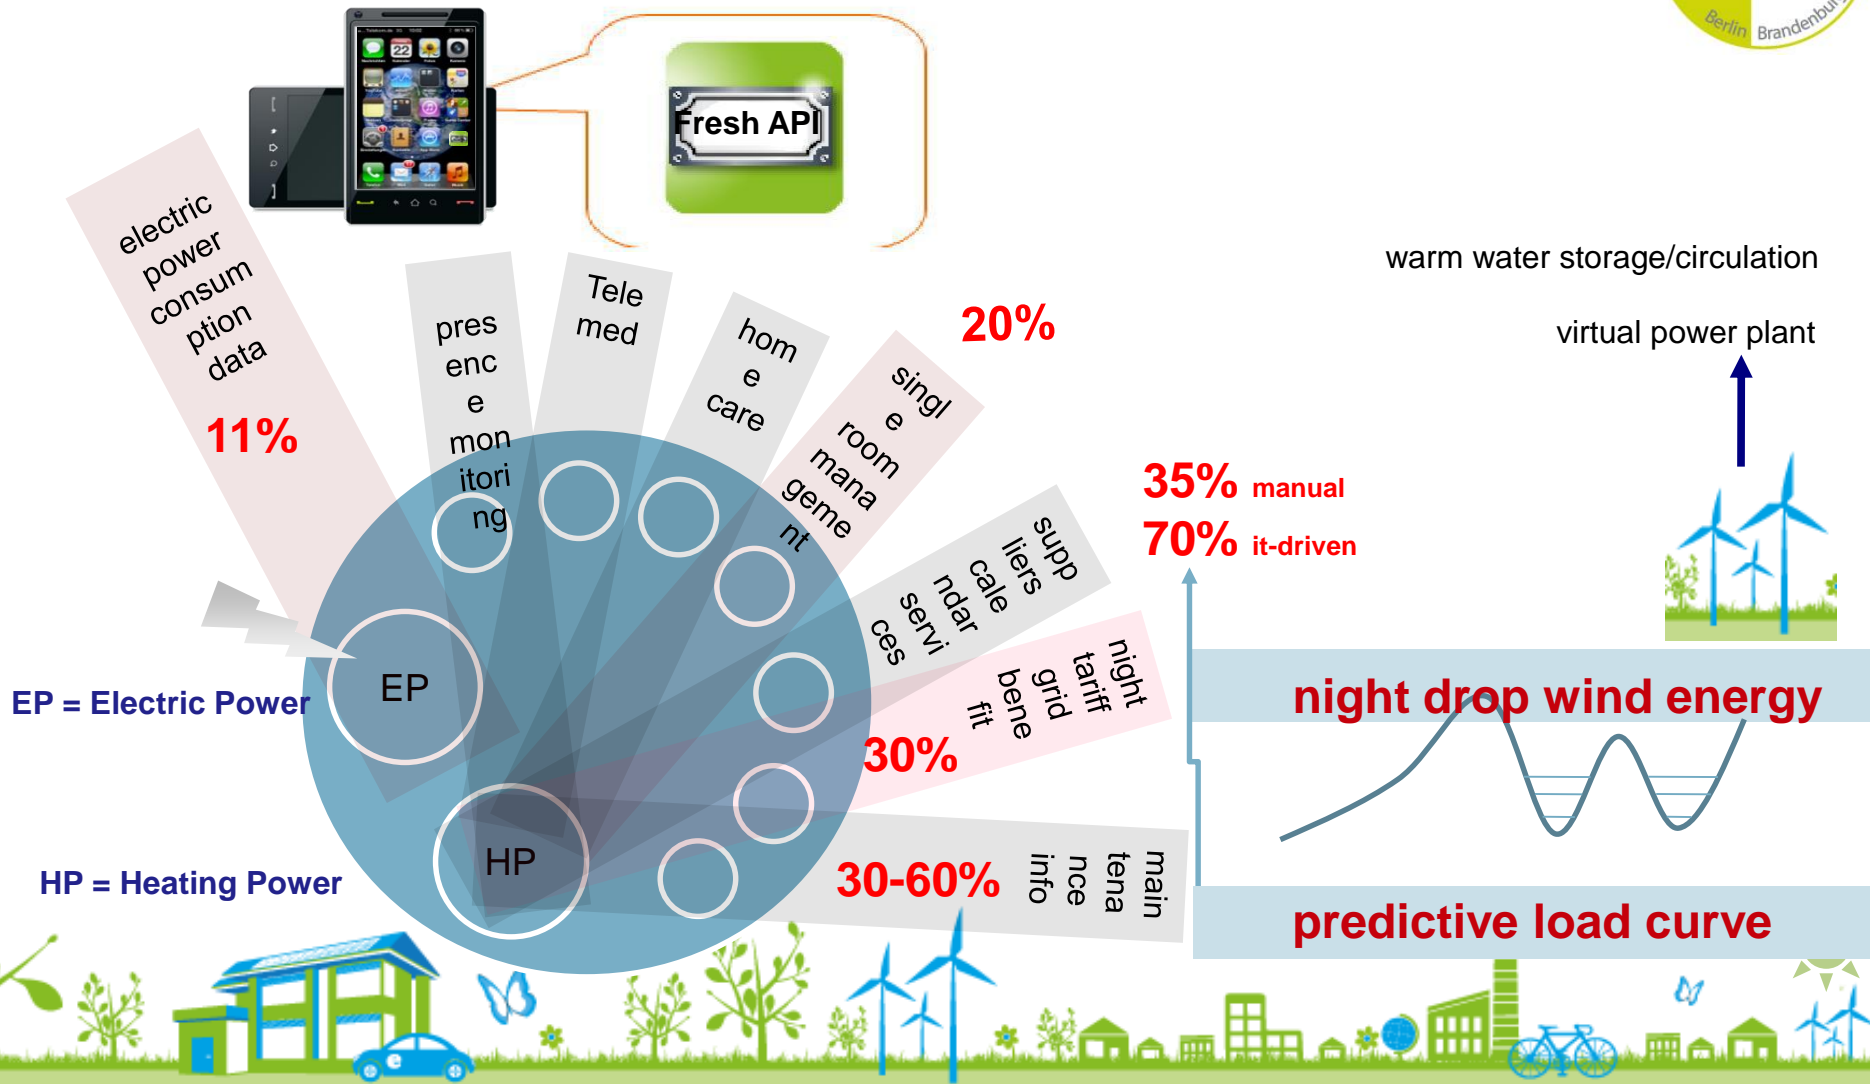 Berlin Brandenburg
22
Fresh API
electric
power
consum
ption
data
11%
pres
enc
e
mon
itori
ng
Tele
med
hom
e
care
singl
e
room
mana
geme
nt
20%
supp
liers
cale
ndar
servi
ces
night
tariff
grid
bene
fit
30%
main
tena
nce
info
30-60%
EP
HP
EP = Electric Power
HP = Heating Power
35% manual
70% it-driven
warm water storage/circulation
virtual power plant
night drop wind energy
predictive load curve
e